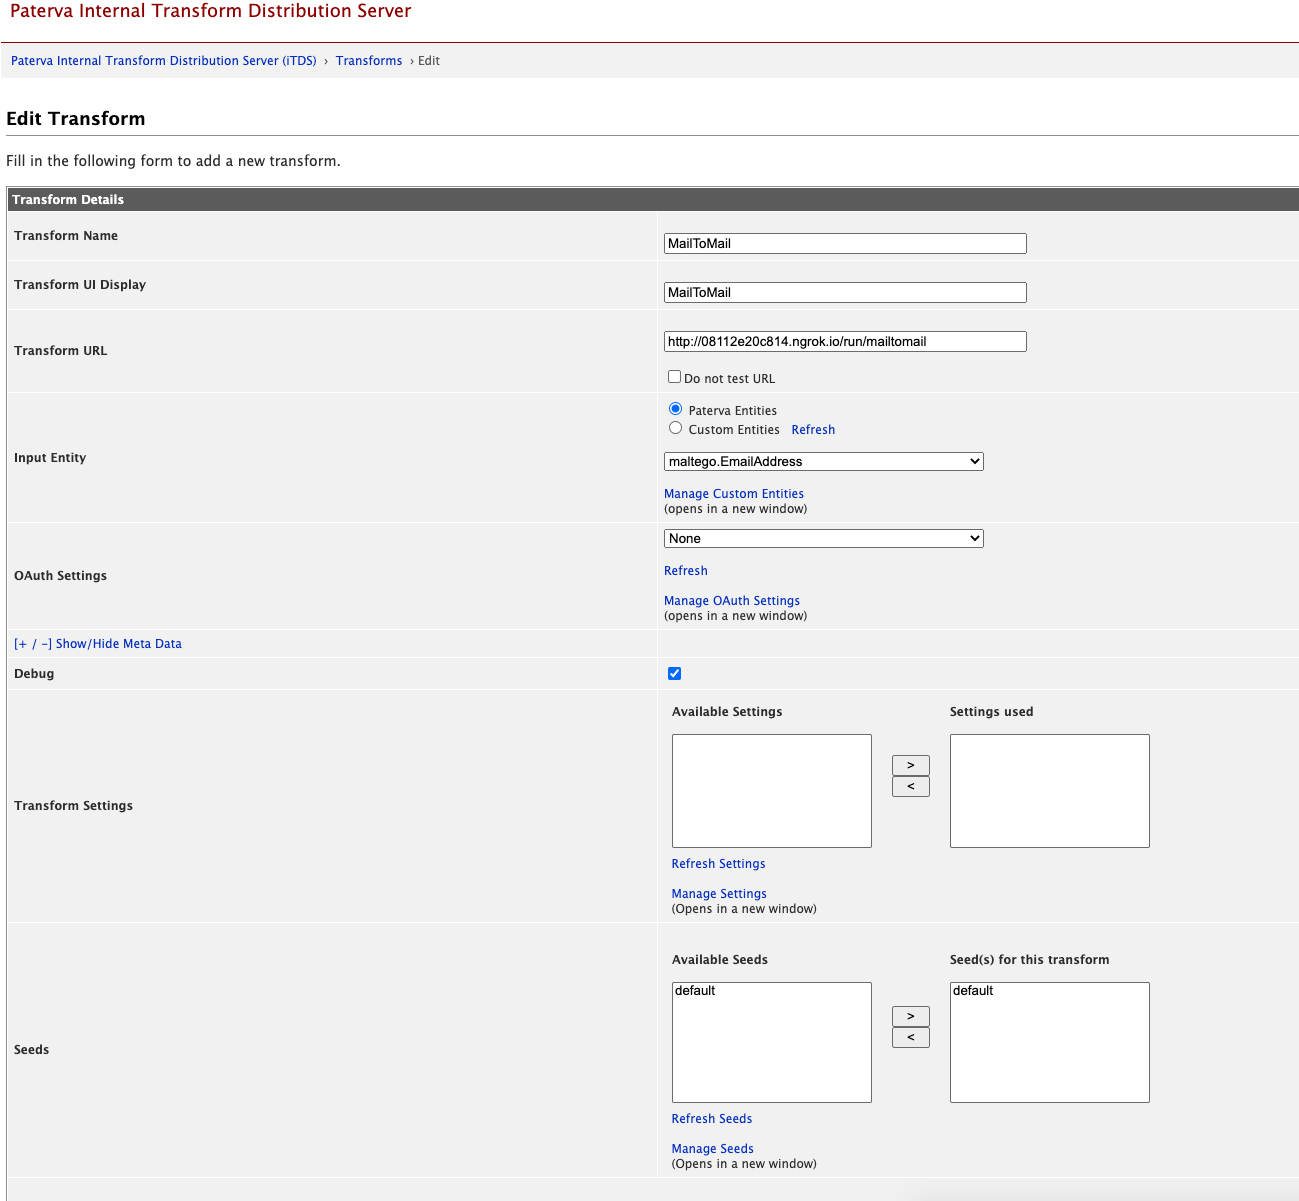 Paterva Internal Transform Distribution Server
Paterva Internal Transform Distribution Server (iTDS) › Transforms › Edit
Edit Transform
Fill in the following form to add a new transform.
Transform Details
Transform Name
MailToMail
Transform UI Display
MailToMail
Transform URL
http://08112e20c814.ngrok.io/run/mailtomail
Do not test URL
Input Entity
Paterva Entities
Custom Entities Refresh
maltego.EmailAddress
Manage Custom Entities
(opens in a new window)
OAuth Settings
None
Refresh
Manage OAuth Settings
(opens in a new window)
[+ / -] Show/Hide Meta Data
Debug
Transform Settings
Available Settings Settings used
>
<
Refresh Settings
Manage Settings
(Opens in a new window)
Seeds
Available Seeds Seed(s) for this transform
default default
>
<
Refresh Seeds
Manage Seeds
(Opens in a new window)